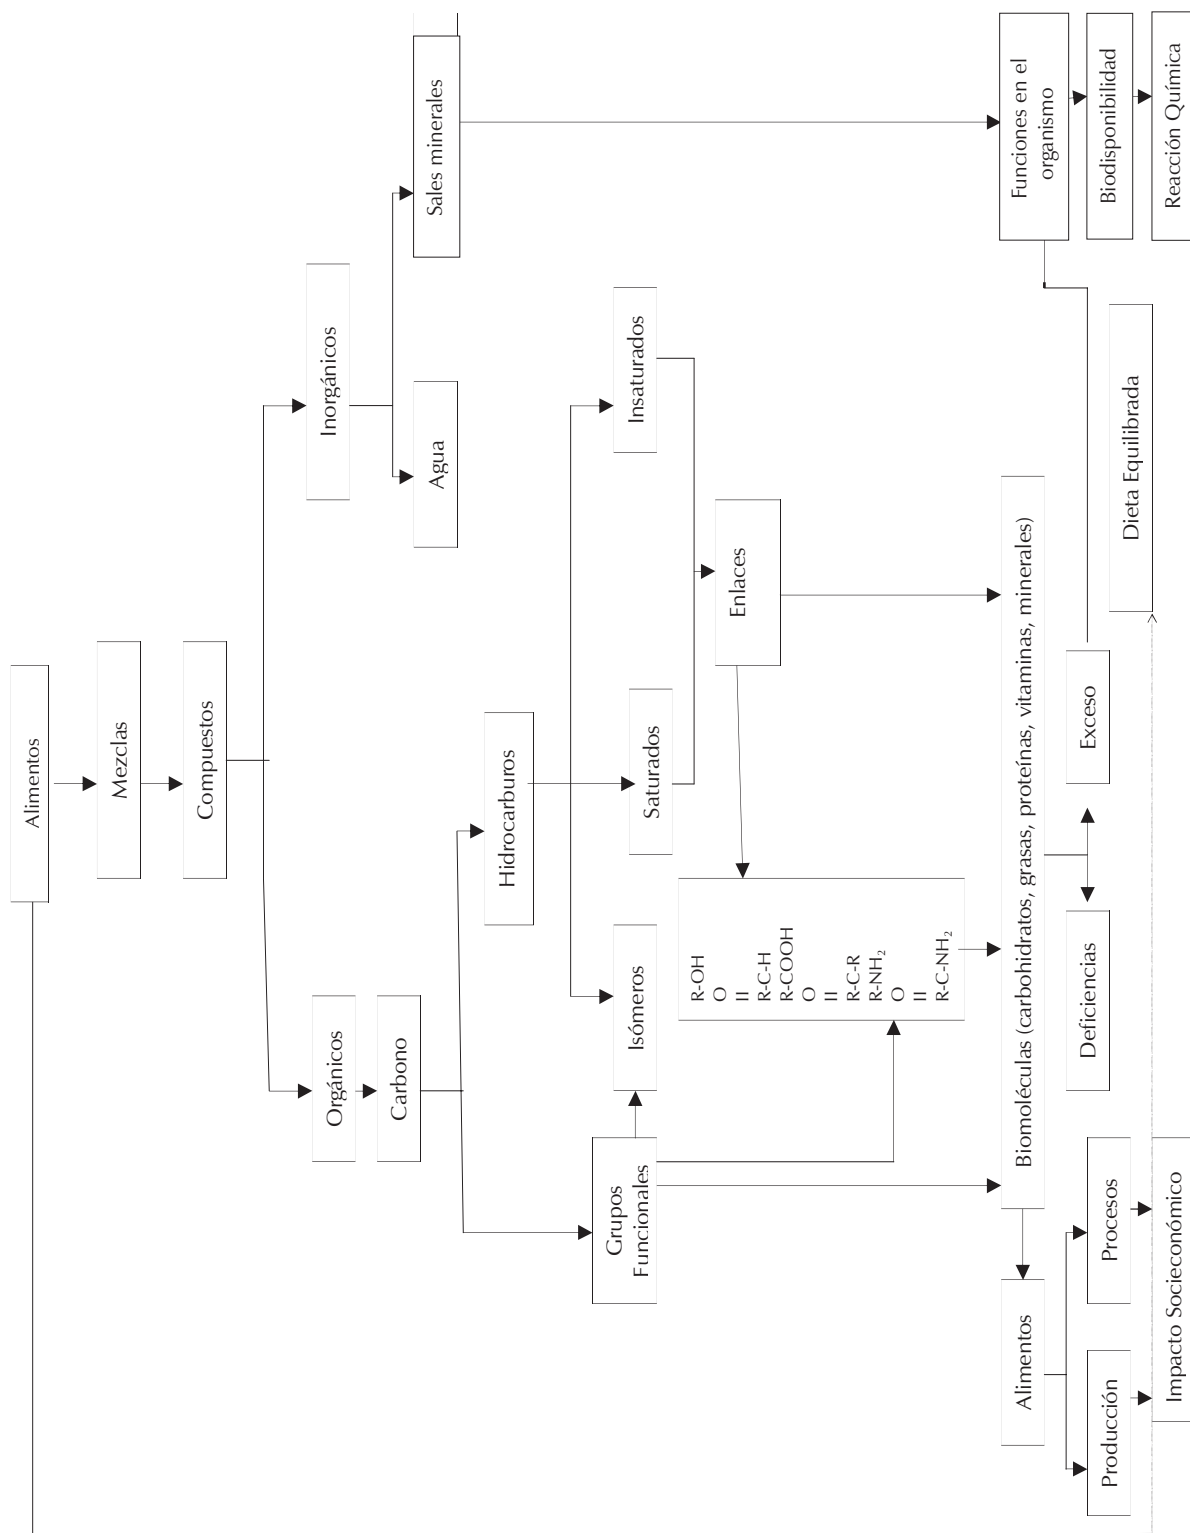 Alimentos
Mezclas
Compuestos
Orgánicos
Inorgánicos
Carbono
Agua
Sales minerales
Hidrocarburos
Grupos
Funcionales
Isómeros
Saturados
Insaturados
R-OH
O
II
R-C-H
R-COOH
O
II
R-C-R
R-NH₂
O
II
R-C-NH₂
Enlaces
Alimentos
Biomoléculas (carbohidratos, grasas, proteínas, vitaminas, minerales)
Funciones en el
organismo
Producción
Procesos
Deficiencias
Exceso
Biodisponibilidad
Dieta Equilibrada
Impacto Socieconómico
Reacción Química